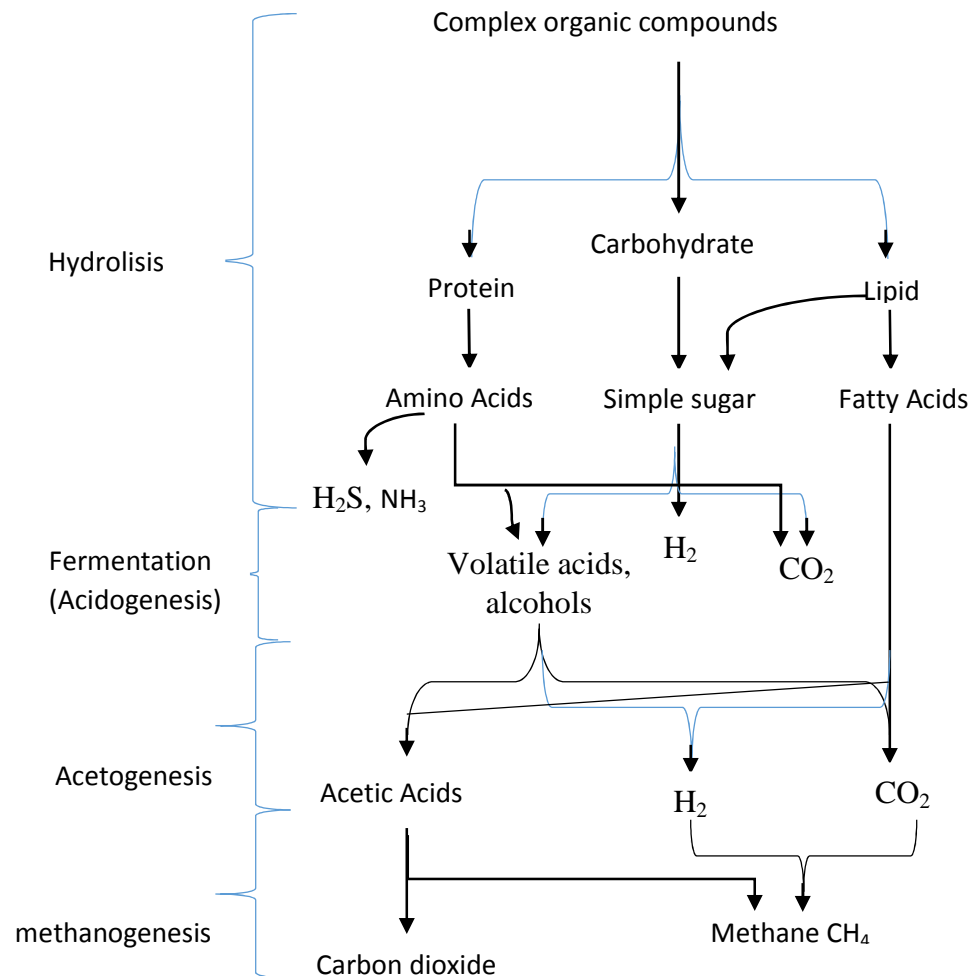 Complex organic compounds
Carbohydrate
Hydrolisis
Protein
Lipid
Amino Acids
Simple sugar
Fatty Acids
H₂S, NH₃
H₂
Fermentation
(Acidogenesis)
Volatile acids,
alcohols
CO₂
Acetogenesis
Acetic Acids
H₂
CO₂
methanogenesis
Methane CH₄
Carbon dioxide